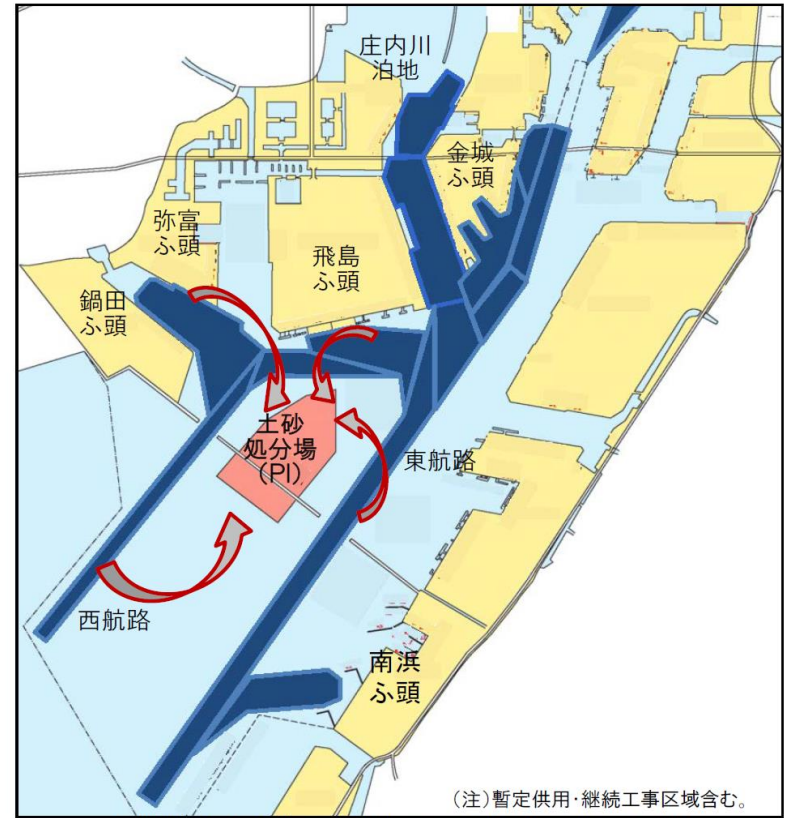 庄内川
泊地
金城
ふ頭
弥富
ふ頭
飛島
ふ頭
鍋田
ふ頭
土砂
処分場
(PI)
東航路
西航路
南浜
ふ頭
(注)暫定供用・継続工事区域含む。